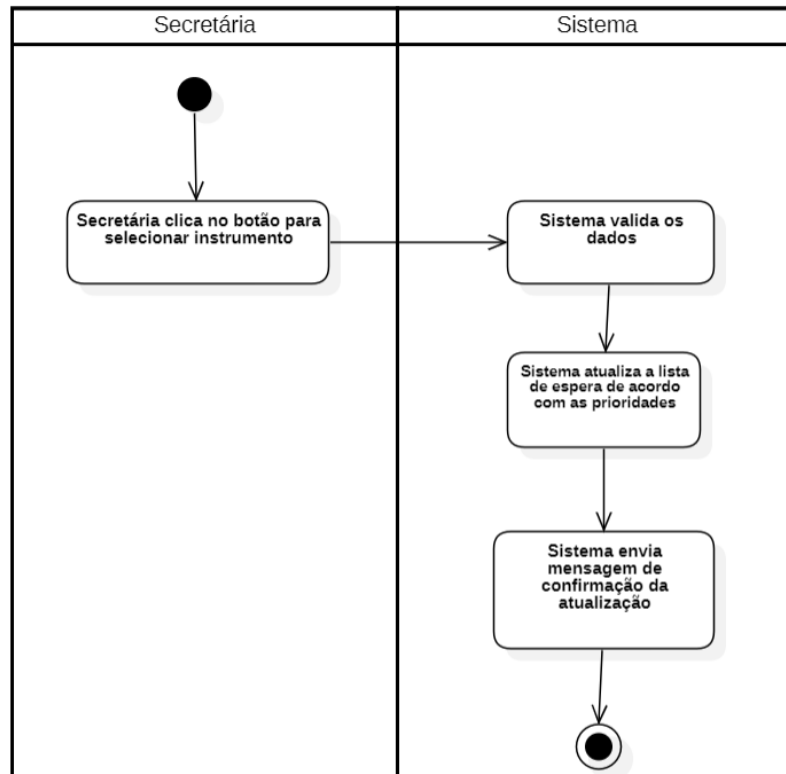 Secretária
Sistema
Secretária clica no botão para
selecionar instrumento
Sistema valida os
dados
Sistema atualiza a lista
de espera de acordo
com as prioridades
Sistema envia
mensagem de
confirmação da
atualização